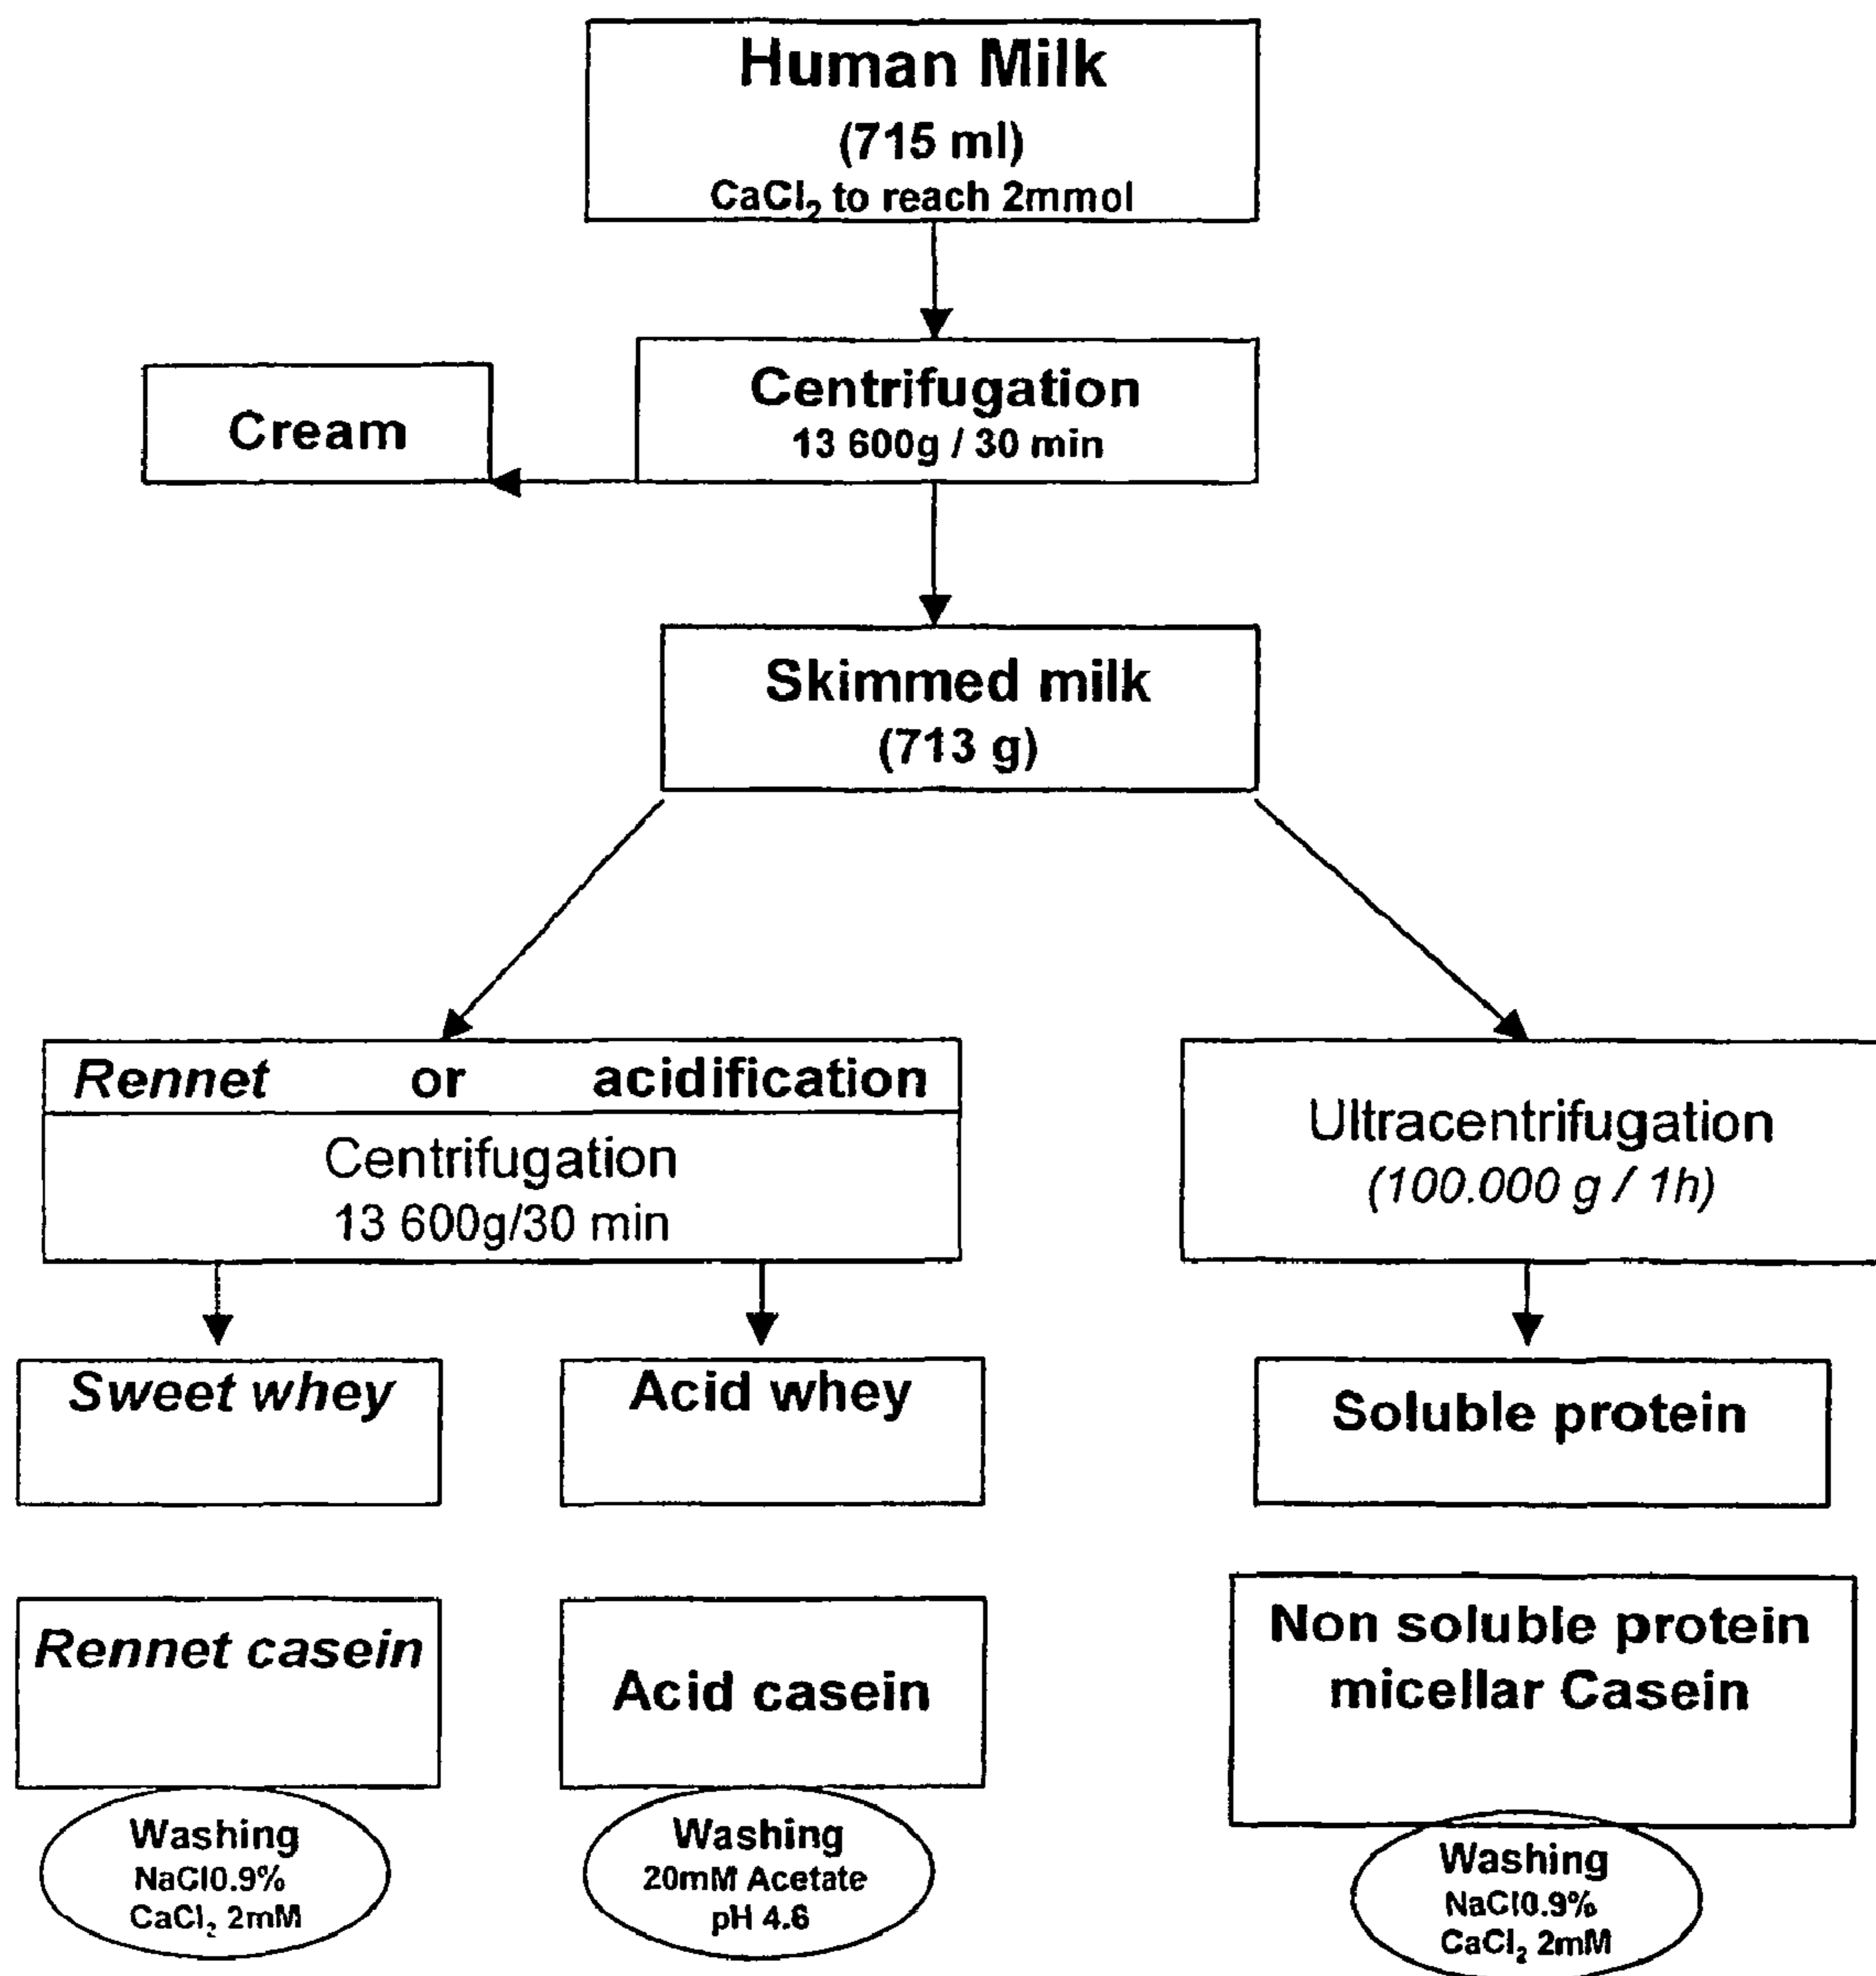 Human Milk
(715 ml)
CaCl₂ to reach 2mmol
Centrifugation
13 600g / 30 min
Cream
Skimmed milk
(713 g)
Rennet or acidification
Centrifugation
13 600g/30 min
Ultracentrifugation
(100.000 g / 1h)
Sweet whey
Acid whey
Soluble protein
Rennet casein
Acid casein
Non soluble protein
micellar Casein
Washing
NaCl0.9%
CaCl₂ 2mM
Washing
20mM Acetate
pH 4.6
Washing
NaCl0.9%
CaCl₂ 2mM